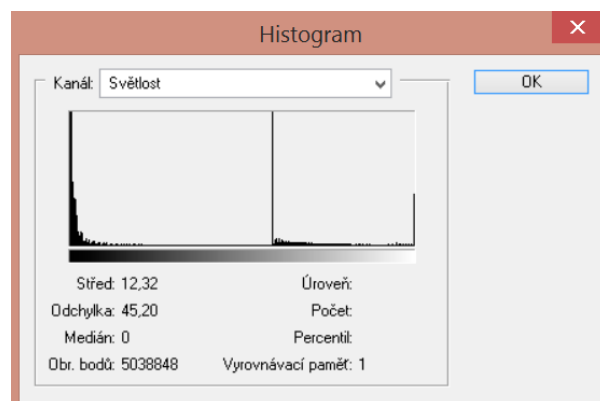 Histogram
Kanál: Světlost
OK
Střed: 12,32 Úroveň:
Odchylka: 45,20 Počet:
Medián: 0 Percentil:
Obr. bodů: 5038848 Vyrovnávací paměť: 1